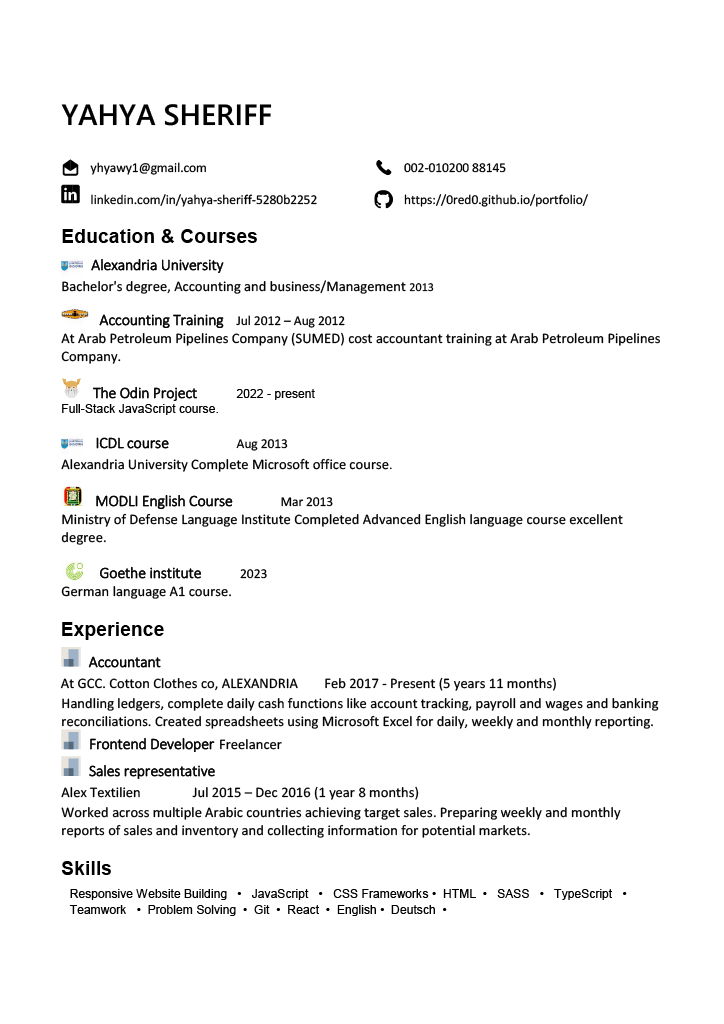 YAHYA SHERIFF
yhyawy1@gmail.com 002-010200 88145
linkedin.com/in/yahya-sheriff-5280b2252 https://0red0.github.io/portfolio/
Education & Courses
Alexandria University
Bachelor's degree, Accounting and business/Management 2013
Accounting Training Jul 2012 – Aug 2012
At Arab Petroleum Pipelines Company (SUMED) cost accountant training at Arab Petroleum Pipelines
Company.
The Odin Project 2022 - present
Full-Stack JavaScript course.
ICDL course Aug 2013
Alexandria University Complete Microsoft office course.
MODLI English Course Mar 2013
Ministry of Defense Language Institute Completed Advanced English language course excellent
degree.
Goethe institute 2023
German language A1 course.
Experience
Accountant
At GCC. Cotton Clothes co, ALEXANDRIA Feb 2017 - Present (5 years 11 months)
Handling ledgers, complete daily cash functions like account tracking, payroll and wages and banking
reconciliations. Created spreadsheets using Microsoft Excel for daily, weekly and monthly reporting.
Frontend Developer Freelancer
Sales representative
Alex Textilien Jul 2015 – Dec 2016 (1 year 8 months)
Worked across multiple Arabic countries achieving target sales. Preparing weekly and monthly
reports of sales and inventory and collecting information for potential markets.
Skills
Responsive Website Building • JavaScript • CSS Frameworks • HTML • SASS • TypeScript •
Teamwork • Problem Solving • Git • React • English • Deutsch •